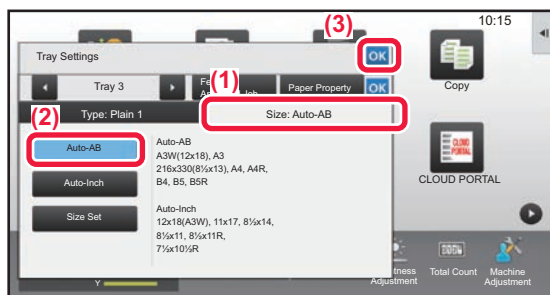 10:15
(3)
Tray Settings
OK
Tray 3
Paper Property
OK
(1)
Copy
(2)
Type: Plain 1
Size: Auto-AB
Auto-AB
Auto-Inch
Size Set
Auto-AB
A3W(12x18), A3
216x330(8½x13), A4, A4R,
B4, B5, B5R
Auto-Inch
12x18(A3W), 11x17, 8½x14,
8½x11, 8½x11R,
7½x10½R
CLOUD PORTAL
CLOUD PORTAL
Y
Adjustment
Total Count
Machine
Adjustment